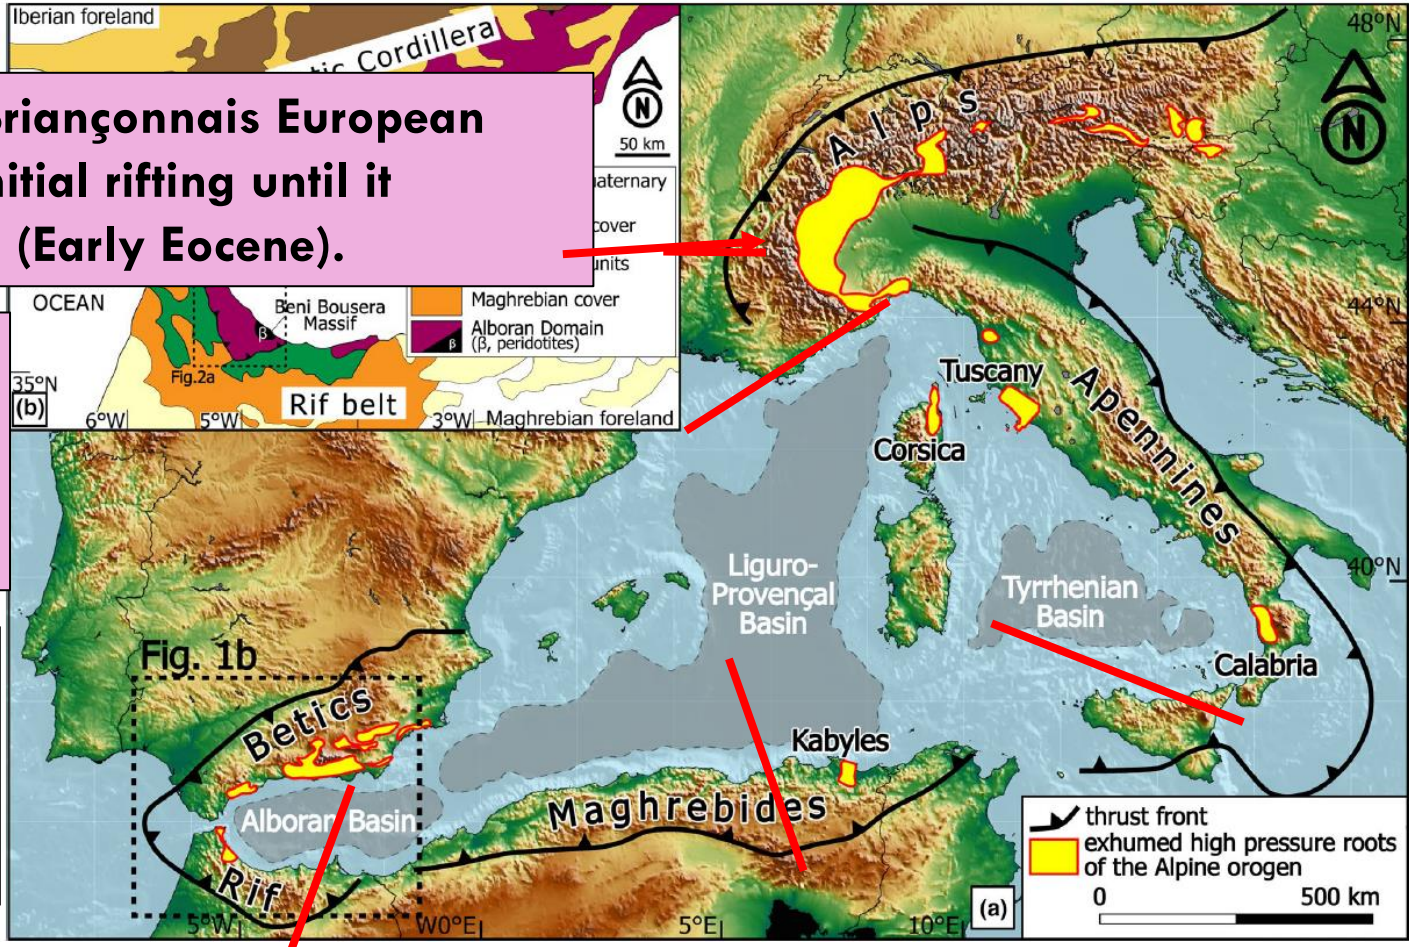 Iberian foreland
Cordillera
50 km
N
Briançonnais European
initial rifting until it
(Early Eocene).
cover
units
OCEAN
Beni Bousera
Massif
β
Maghrebian cover
Alboran Domain
(β, peridotites)
β
Fig.2a
35°N
(b)
Rif belt
6°W
5°W
3°W
Maghrebian foreland
48°N
N
Alps
44°N
Tuscany
Apennines
Corsica
40°N
Liguro-
Provençal
Basin
Tyrrhenian
Basin
Calabria
Fig. 1b
Betics
Kabyles
Alboran Basin
Maghrebides
Rif
5°W
W0°E
5°E
10°E
(a)
thrust front
exhumed high pressure roots
of the Alpine orogen
0 500 km